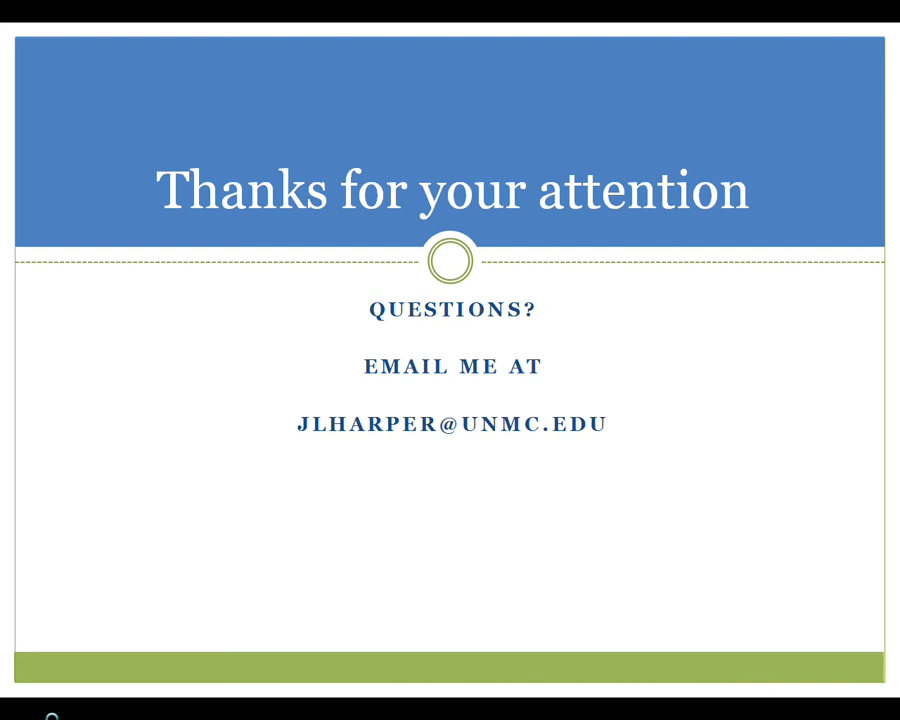 Thanks for your attention
QUESTIONS?
EMAIL ME AT
JLHARPER@UNMC.EDU